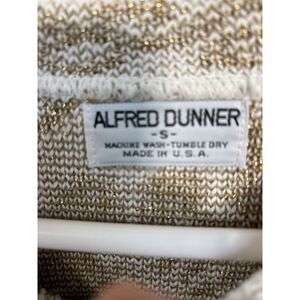 ALFRED DUNNER
-S-
MACHINE WASH-TUMBLE DRY
MADE IN U.S.A.